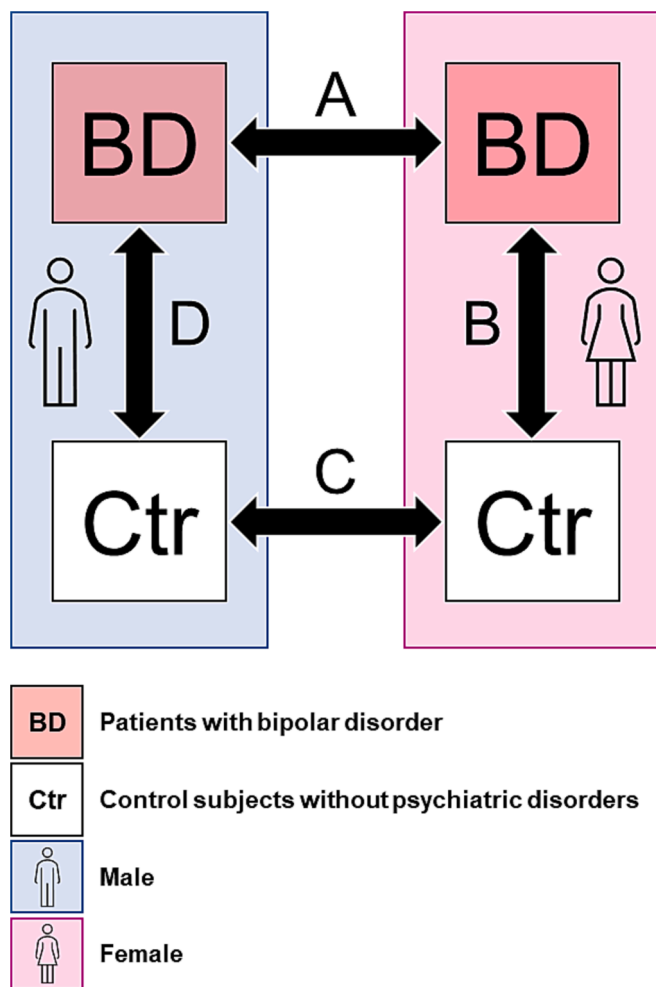 A
BD BD
D B
C
Ctr Ctr
BD Patients with bipolar disorder
Ctr Control subjects without psychiatric disorders
Male
Female